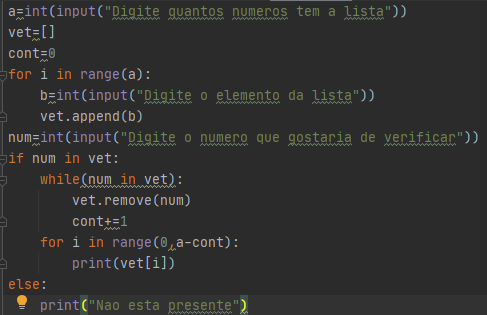 a=int(input("Digite quantos numeros tem a lista"))
vet=[]
cont=0
for i in range(a):
    b=int(input("Digite o elemento da lista"))
    vet.append(b)
num=int(input("Digite o numero que gostaria de verificar"))
if num in vet:
    while(num in vet):
        vet.remove(num)
        cont+=1
    for i in range(0,a-cont):
        print(vet[i])
else:
    print("Nao esta presente")